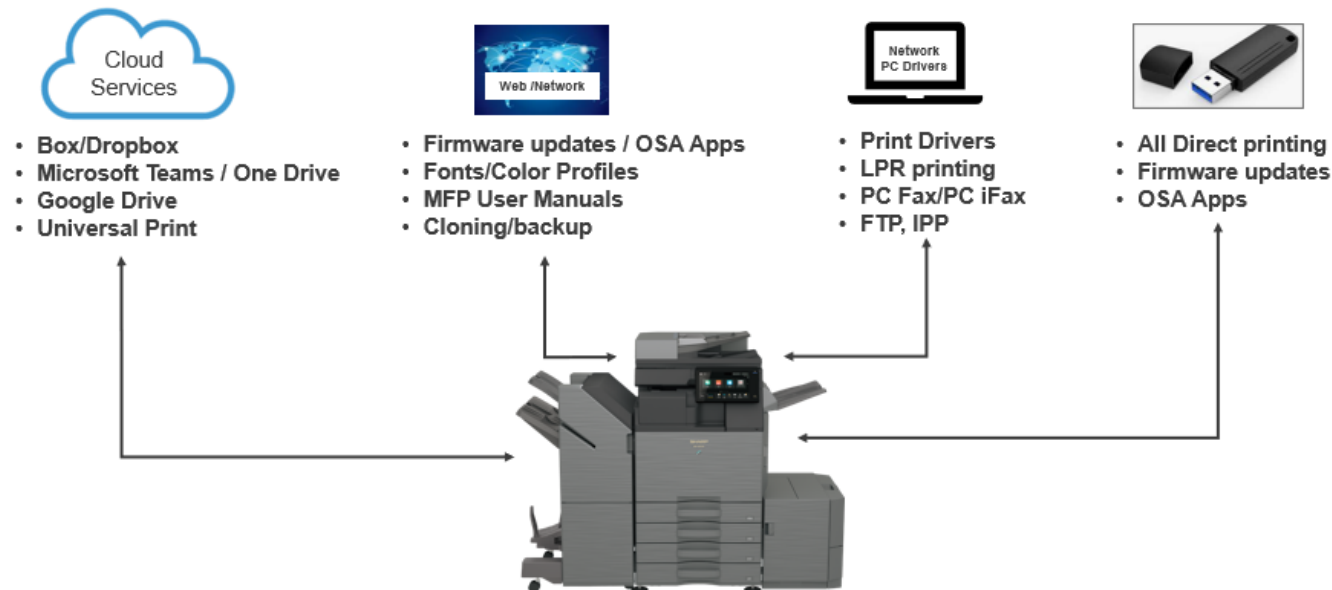 Cloud
Services
Web /Network
Network
PC Drivers
• Box/Dropbox
• Microsoft Teams / One Drive
• Google Drive
• Universal Print
• Firmware updates / OSA Apps
• Fonts/Color Profiles
• MFP User Manuals
• Cloning/backup
• Print Drivers
• LPR printing
• PC Fax/PC iFax
• FTP, IPP
• All Direct printing
• Firmware updates
• OSA Apps